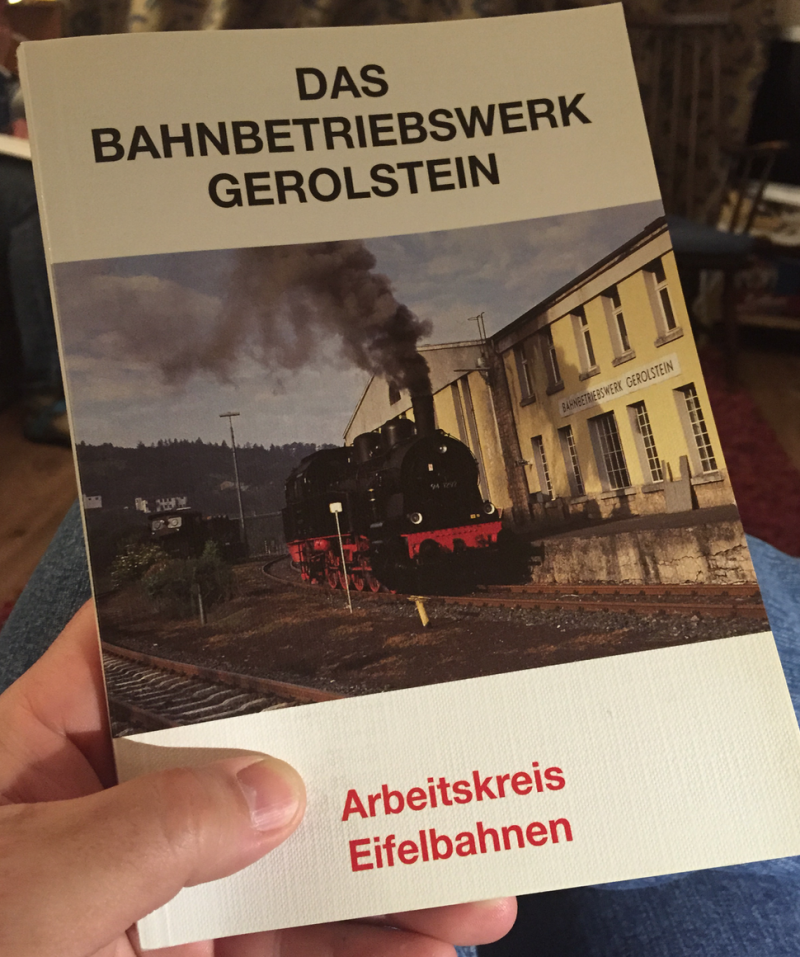 DAS
BAHNBETRIEBSWERK
GEROLSTEIN
BAHNBETRIEBSWERK GEROLSTEIN
Arbeitskreis
Eifelbahnen